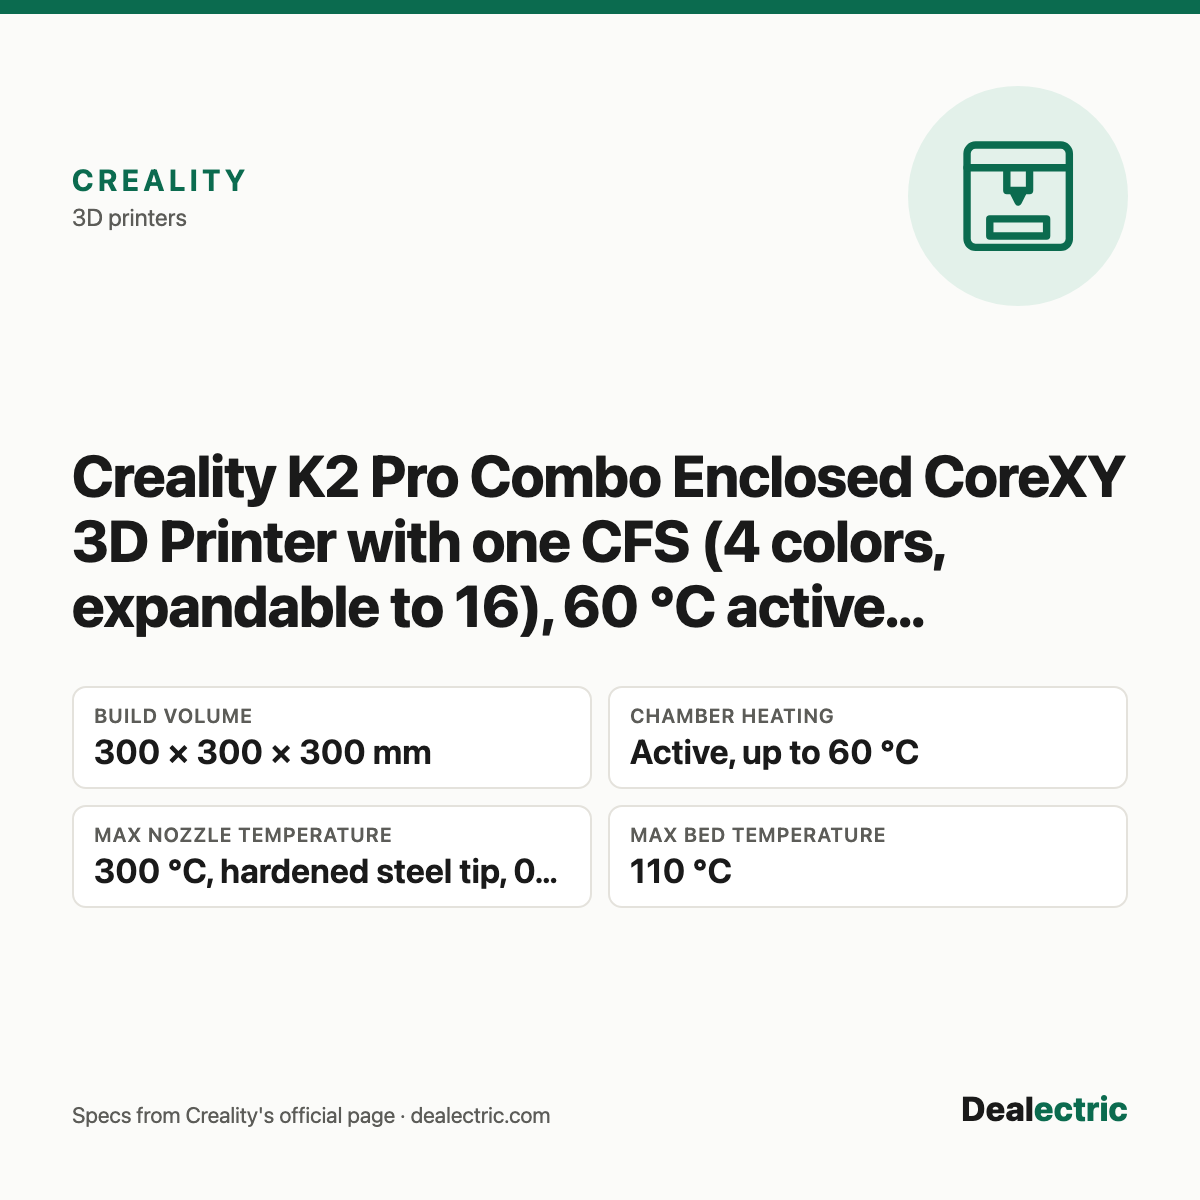 CREALITY
3D printers
Creality K2 Pro Combo Enclosed CoreXY
3D Printer with one CFS (4 colors,
expandable to 16), 60 °C active...
BUILD VOLUME
300 × 300 × 300 mm
CHAMBER HEATING
Active, up to 60 °C
MAX NOZZLE TEMPERATURE
300 °C, hardened steel tip, 0...
MAX BED TEMPERATURE
110 °C
Specs from Creality's official page · dealectric.com
Dealectric